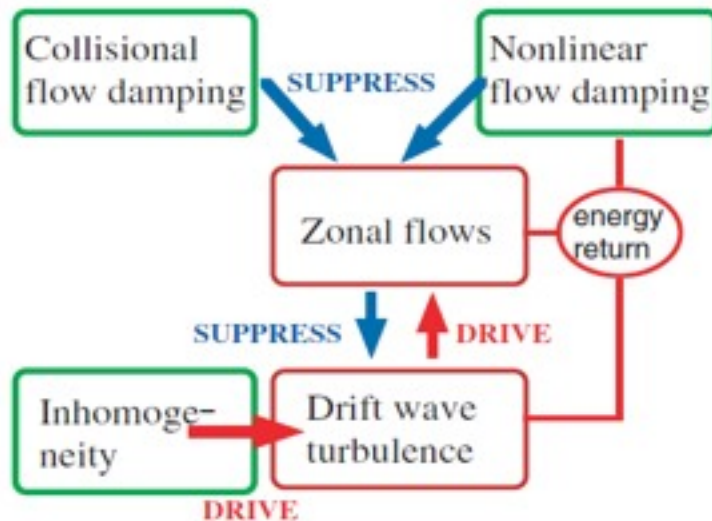 Collisional
flow damping
SUPPRESS
Nonlinear
flow damping
Zonal flows
energy
return
SUPPRESS
DRIVE
Inhomoge-
neity
Drift wave
turbulence
DRIVE